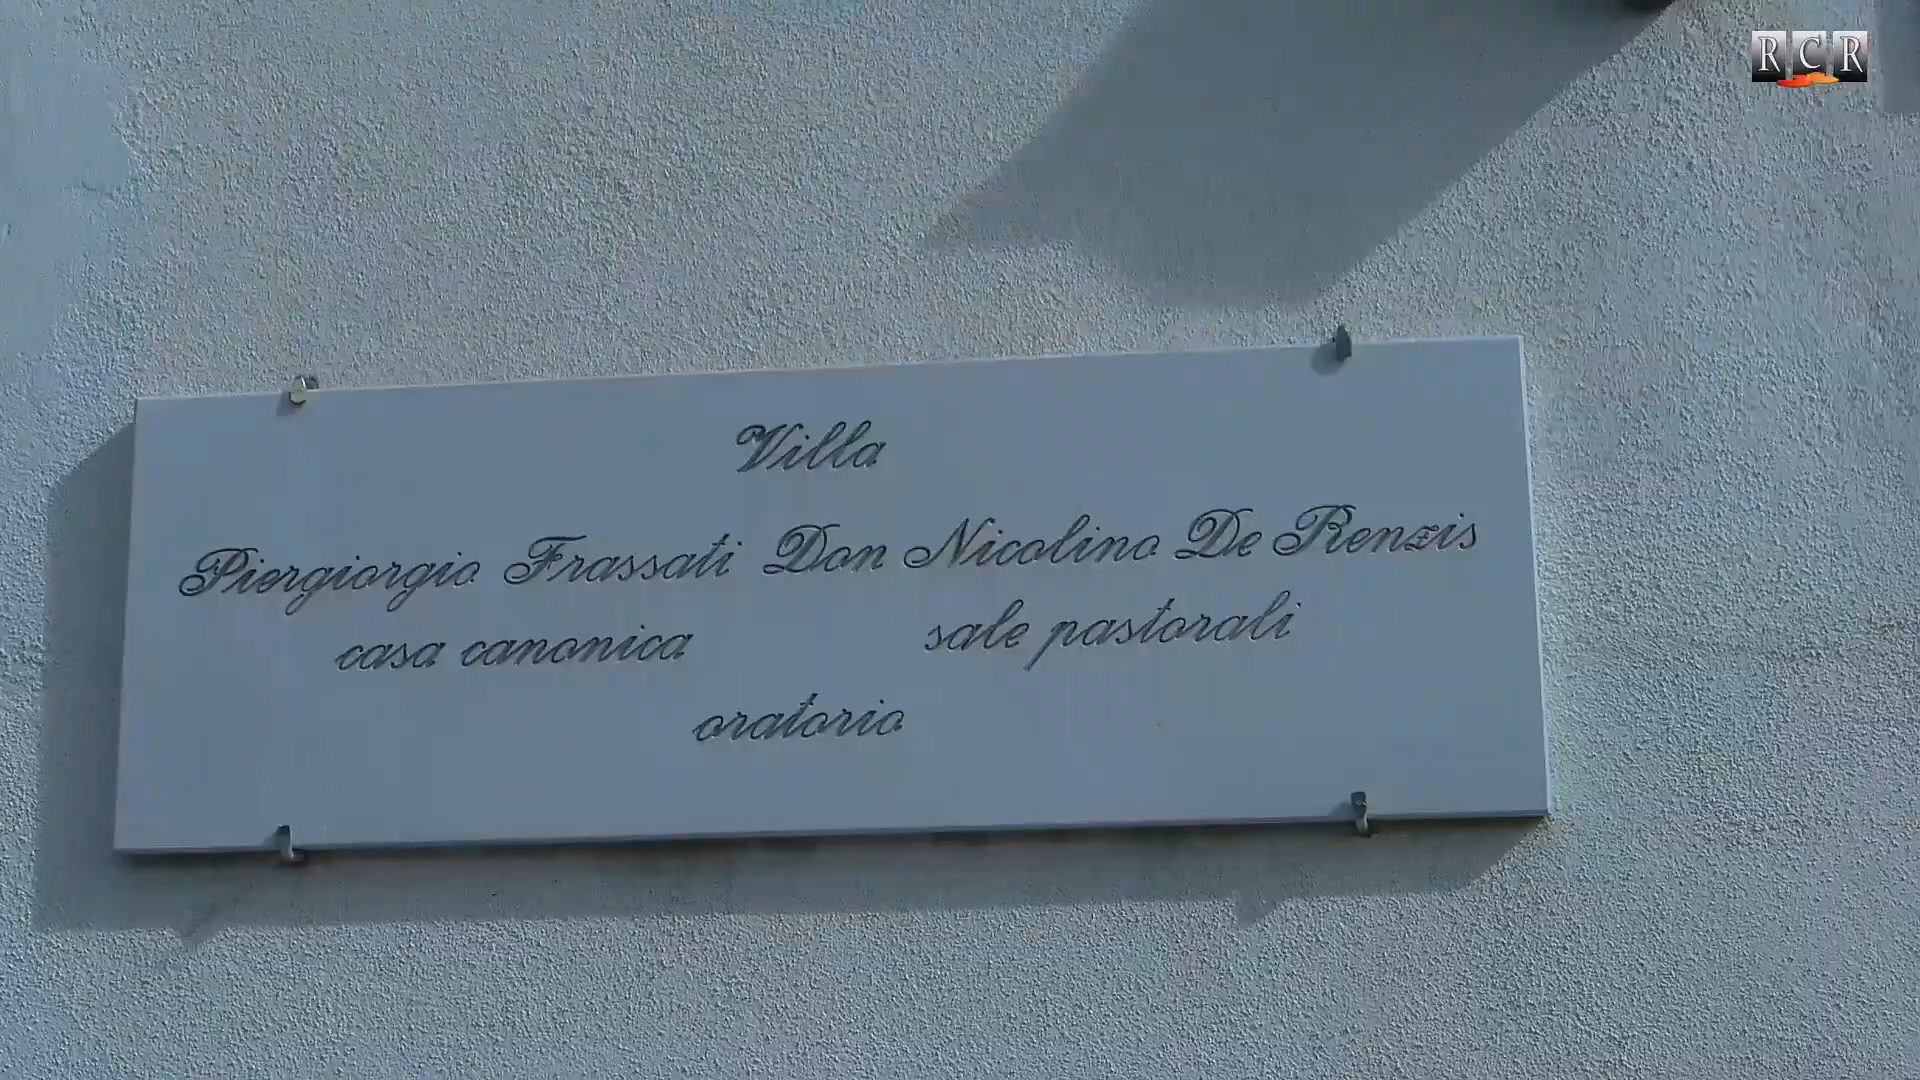 RCR
Villa
Piergiorgio Frassati Don Nicolino De Renzis
casa canonica sale pastorali
oratorio